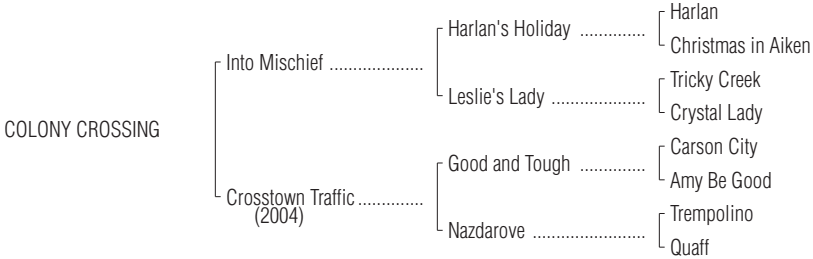 Harlan
Harlan's Holiday ..............
Christmas in Aiken
Into Mischief ....................
Tricky Creek
Leslie's Lady ....................
Crystal Lady
COLONY CROSSING
Carson City
Good and Tough ..............
Amy Be Good
Crosstown Traffic ..............
(2004)
Trempolino
Nazdarove ........................
Quaff